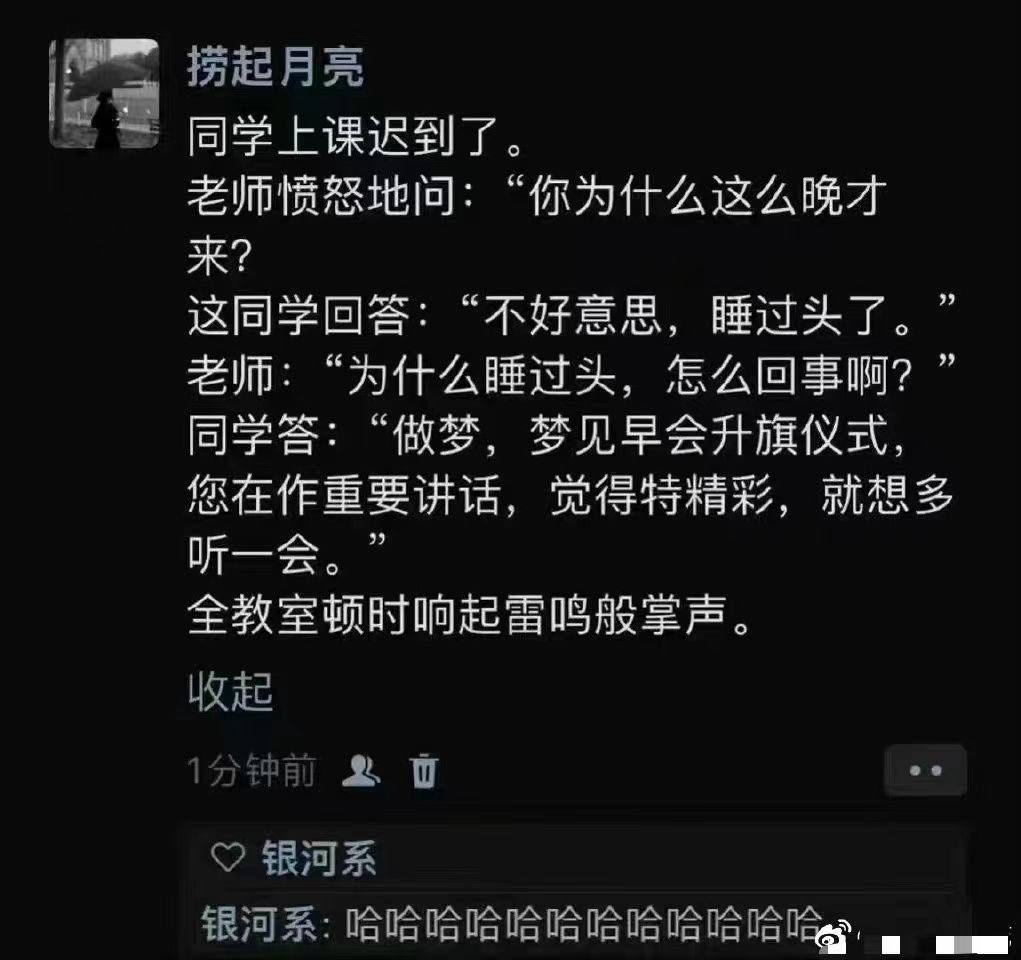 捞起月亮
同学上课迟到了。
老师愤怒地问：“你为什么这么晚才
来？
这同学回答：“不好意思，睡过头了。”
老师：“为什么睡过头，怎么回事啊？”
同学答：“做梦，梦见早会升旗仪式，
您在作重要讲话，觉得特精彩，就想多
听一会。”
全教室顿时响起雷鸣般掌声。
收起
1分钟前
银河系
银河系：哈哈哈哈哈哈哈哈哈哈哈哈